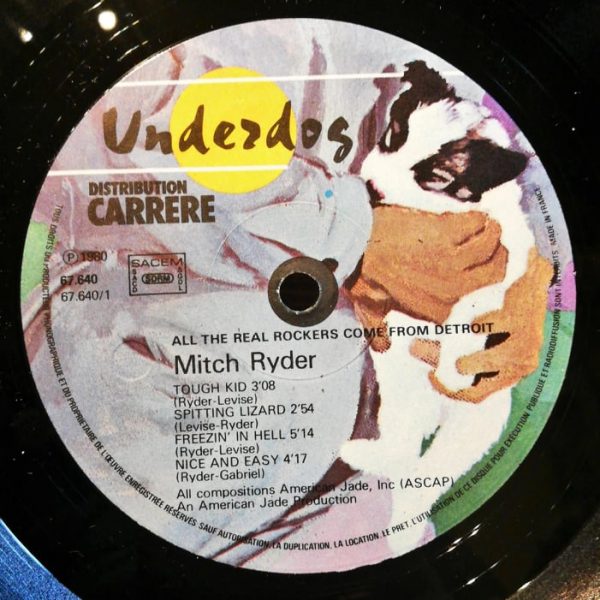 Underdog
DISTRIBUTION
CARRERE
℗ 1980
67.640
67.640/1
SACEM
SDRM
SACD
SGDL
ALL THE REAL ROCKERS COME FROM DETROIT
Mitch Ryder
TOUGH KID 3'08
(Ryder-Levise)
SPITTING LIZARD 2'54
(Levise-Ryder)
FREEZIN' IN HELL 5'14
(Ryder-Levise)
NICE AND EASY 4'17
(Ryder-Gabriel)
All compositions American Jade, Inc (ASCAP)
An American Jade Production
TOUS DROITS DU PRODUCTEUR PHONOGRAPHIQUE ET DU PROPRIETAIRE DE L'ŒUVRE ENREGISTREE RESERVES SAUF AUTORISATION. LA DUPLICATION. LA LOCATION. LE PRET. L'UTILISATION DE CE DISQUE POUR EXECUTION PUBLIQUE ET RADIODIFFUSION SONT INTERDITS. MADE IN FRANCE